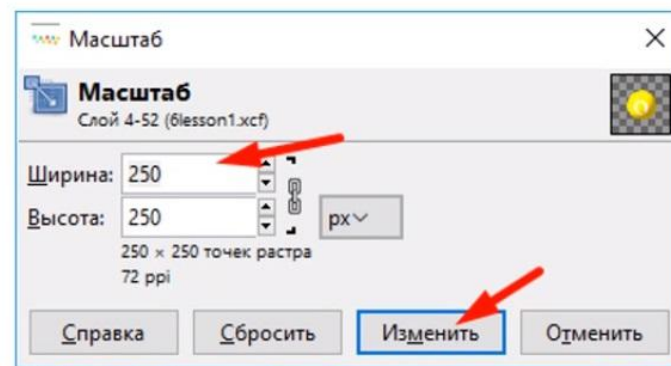 Масштаб
Масштаб
Слой 4-52 (6lesson1.xcf)
Ширина: 250
Высота: 250 px
250 × 250 точек растра
72 ppi
Справка Сбросить Изменить Отменить